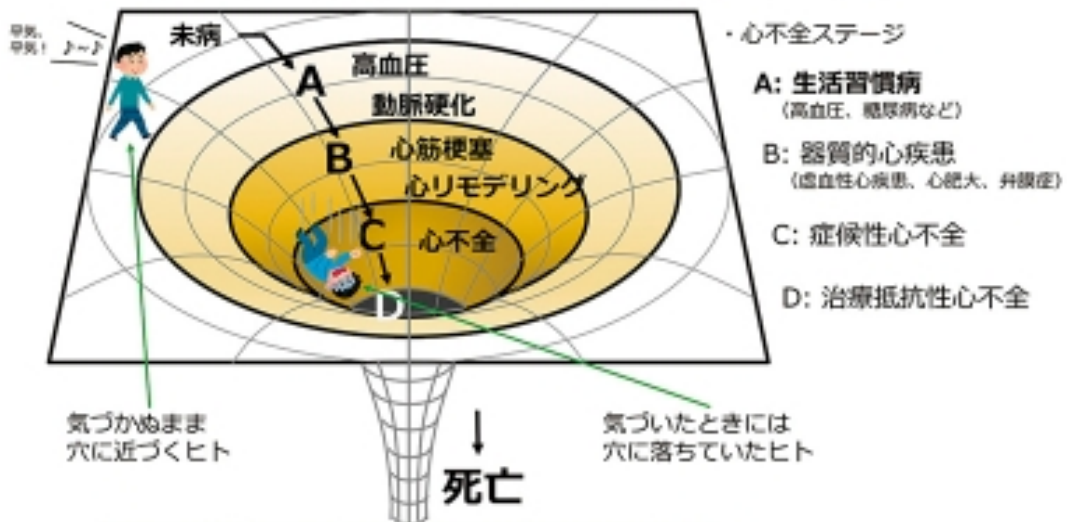 平気、
平気！
♪～♪
未病
A
高血圧
動脈硬化
B
心筋梗塞
心リモデリング
C
心不全
D
死亡
気づかぬまま
穴に近づくヒト
気づいたときには
穴に落ちていたヒト
・心不全ステージ
A: 生活習慣病
（高血圧、糖尿病など）
B: 器質的心疾患
（虚血性心疾患、心肥大、弁膜症）
C: 症候性心不全
D: 治療抵抗性心不全